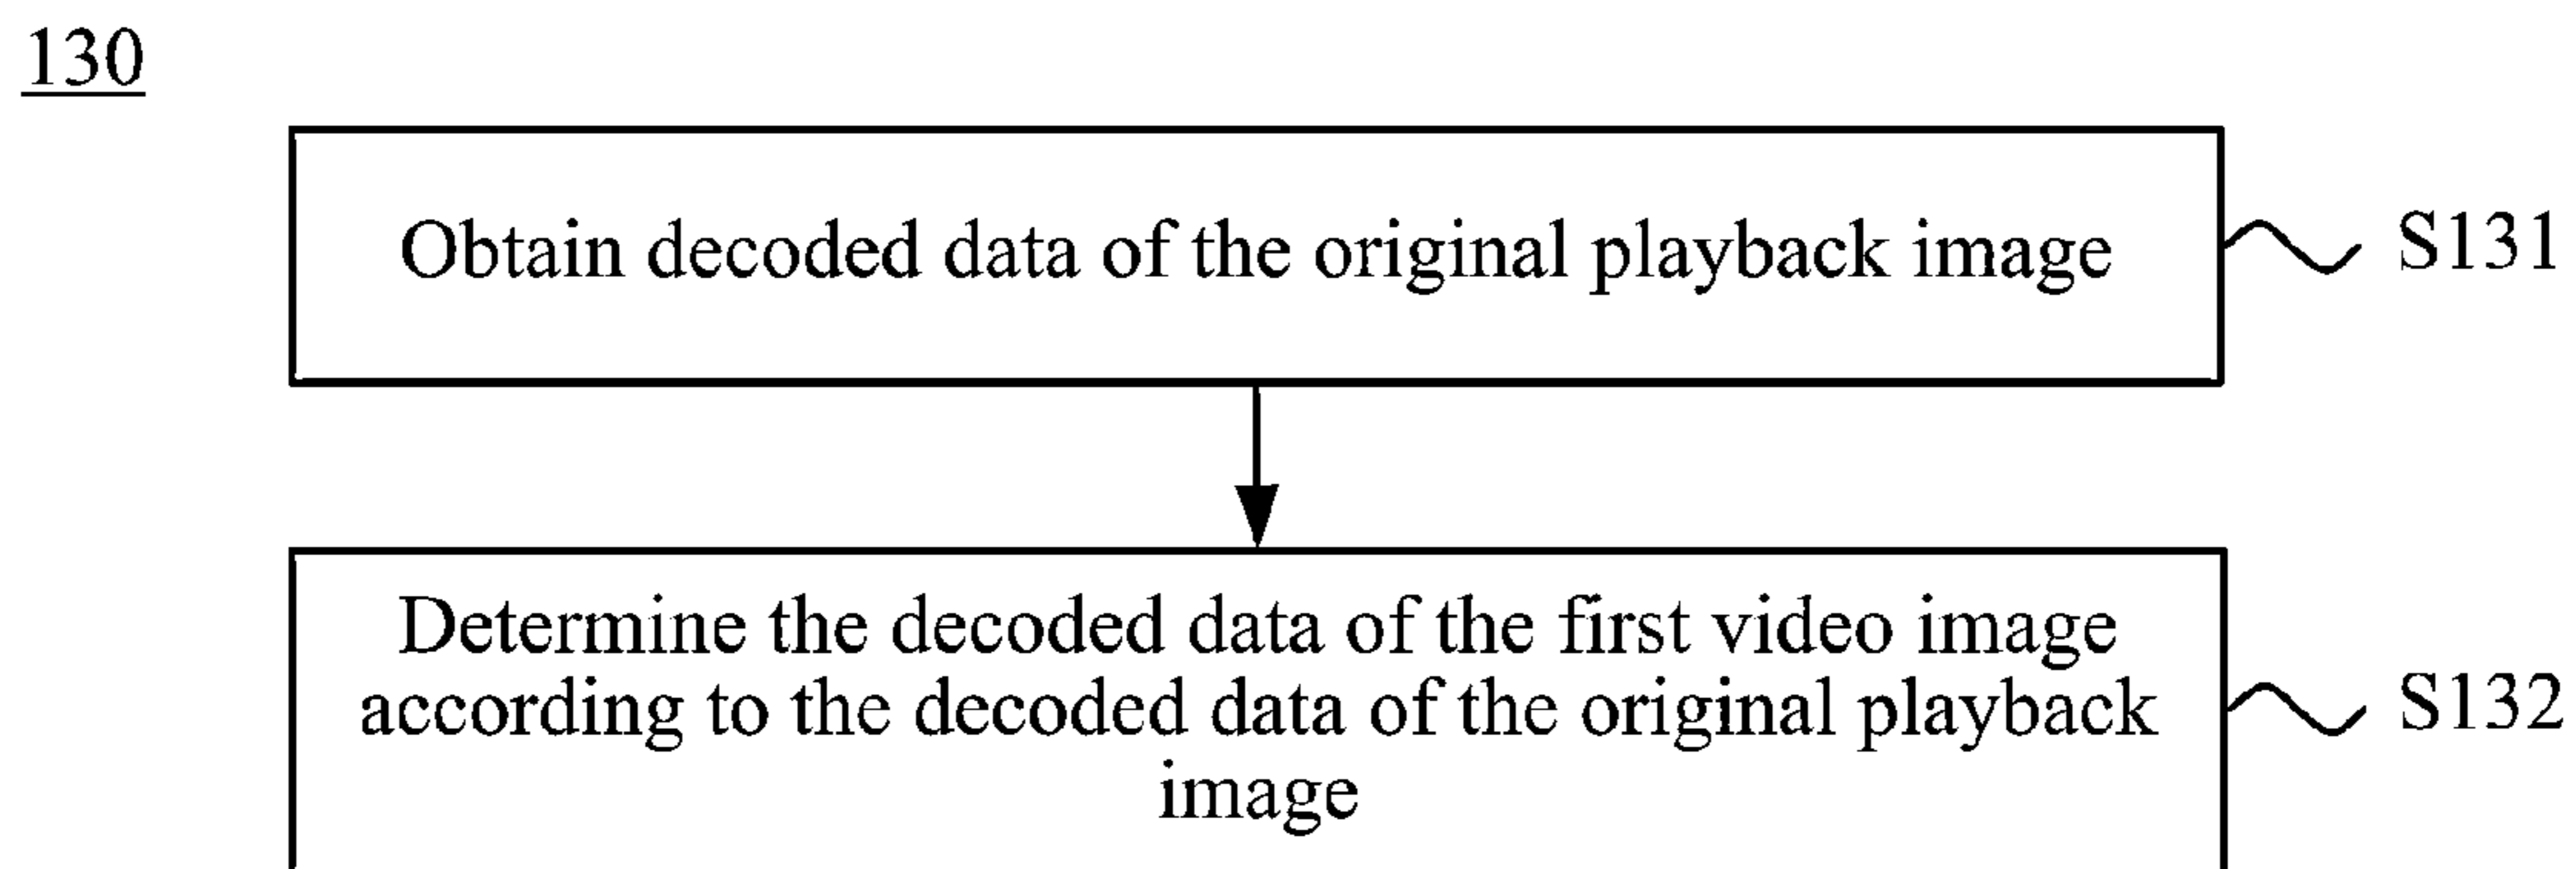 130
Obtain decoded data of the original playback image
S131
Determine the decoded data of the first video image
according to the decoded data of the original playback
image
S132